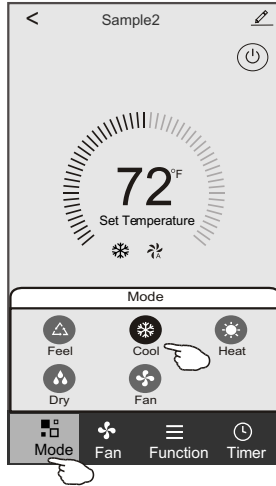 < Sample2
72°F
Set Temperature
A
Mode
Feel Cool Heat
Dry Fan
Mode Fan Function Timer